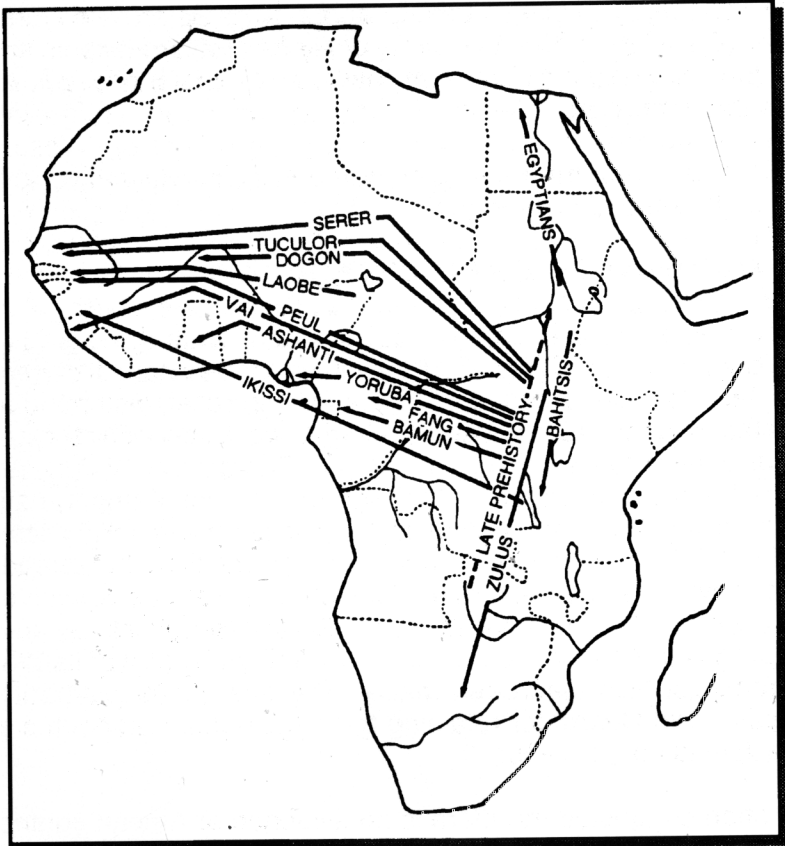 EGYPTIANS
SERER
TUCULOR
DOGON
LAOBE
PEUL
VAI
ASHANTI
YORUBA
IKISSI
FANG
BAMUN
BAHITSIS
LATE PREHISTORY
ZULUS